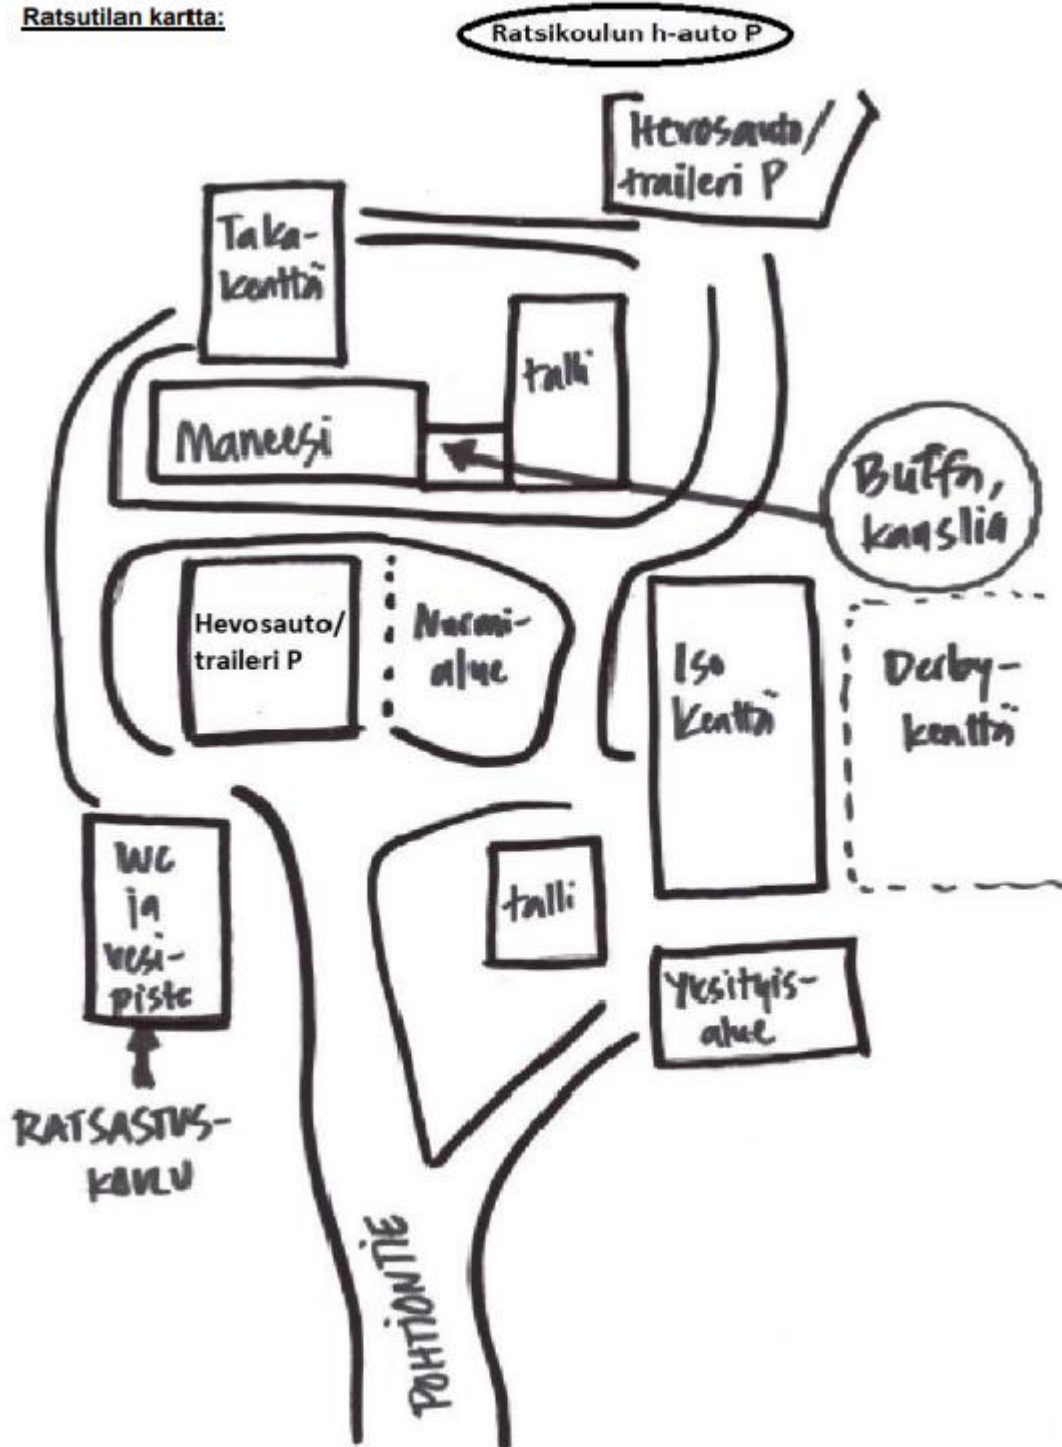 Ratsutilan kartta:
Ratsikoulun h-auto P
Hevosauto/
traileri P
Taka-
kenttä
talli
Maneesi
Buffa,
kanslia
Hevosauto/
traileri P
Nurmi-
alue
Iso
kenttä
Derby-
kenttä
WC
ja
vesi-
piste
talli
Yksityis-
alue
RATSASTUS-
KOULU
POHTIONTIE